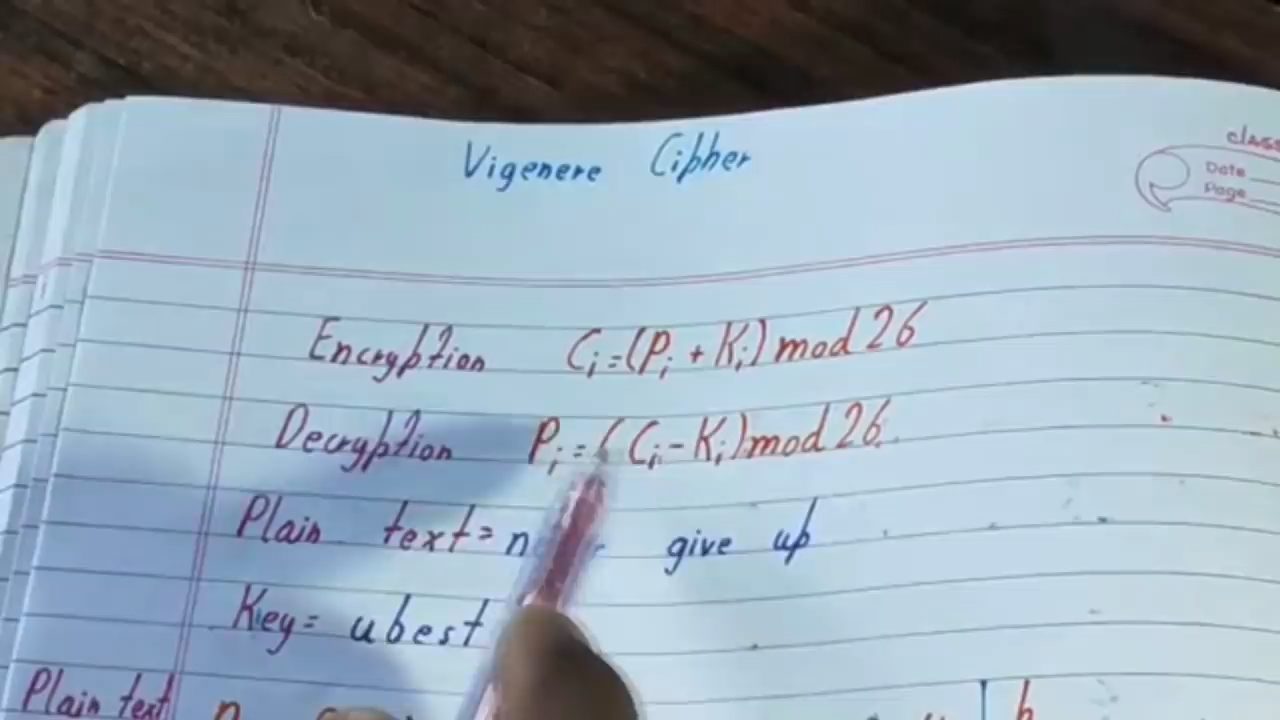 Vigenere Cipher
CLASS
Date
Page
Encryption Ci=(Pi + Ki) mod 26
Decryption Pi=(Ci-Ki) mod 26
Plain text= give up
Key= ubest
Plain text